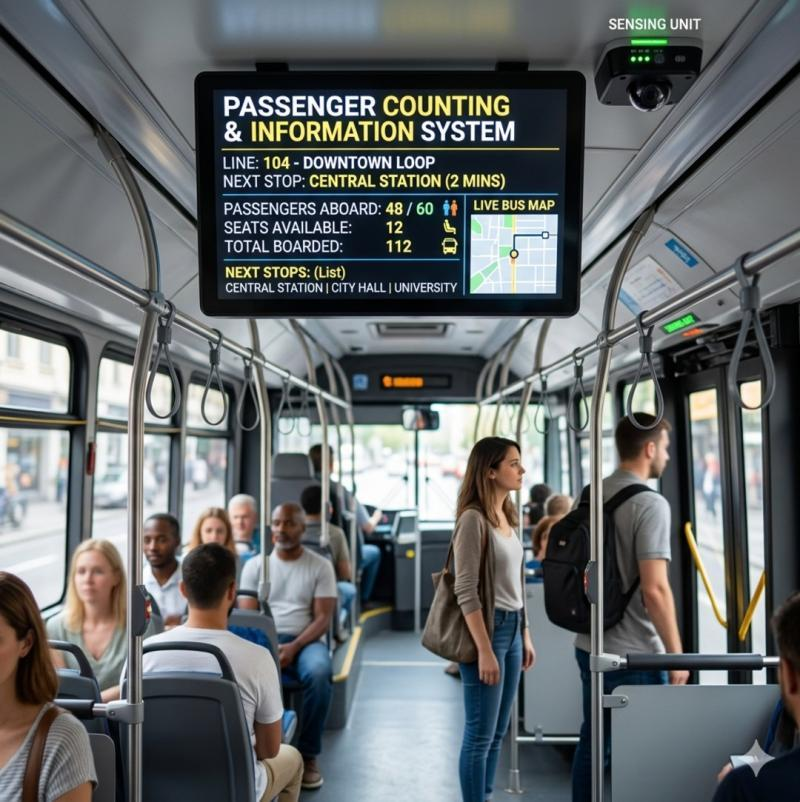 SENSING UNIT
PASSENGER COUNTING
& INFORMATION SYSTEM
LINE: 104 - DOWNTOWN LOOP
NEXT STOP: CENTRAL STATION (2 MINS)
PASSENGERS ABOARD: 48 / 60
SEATS AVAILABLE: 12
TOTAL BOARDED: 112
LIVE BUS MAP
NEXT STOPS: (List)
CENTRAL STATION | CITY HALL | UNIVERSITY